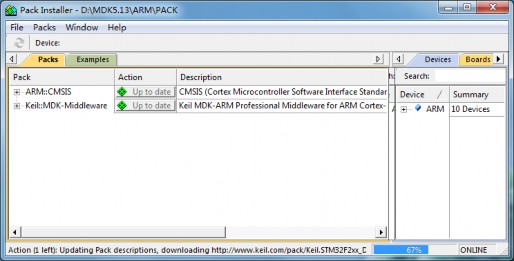 Pack Installer - D:\MDK5.13\ARM\PACK
File Packs Window Help
Device:
Packs Examples Devices Boards
Search:
Pack Action Description Device Summary
ARM::CMSIS Up to date CMSIS (Cortex Microcontroller Software Interface Standar ARM 10 Devices
Keil::MDK-Middleware Up to date Keil MDK-ARM Professional Middleware for ARM Cortex-
Action (1 left): Updating Pack descriptions, downloading http://www.keil.com/pack/Keil.STM32F2xx_D 67% ONLINE